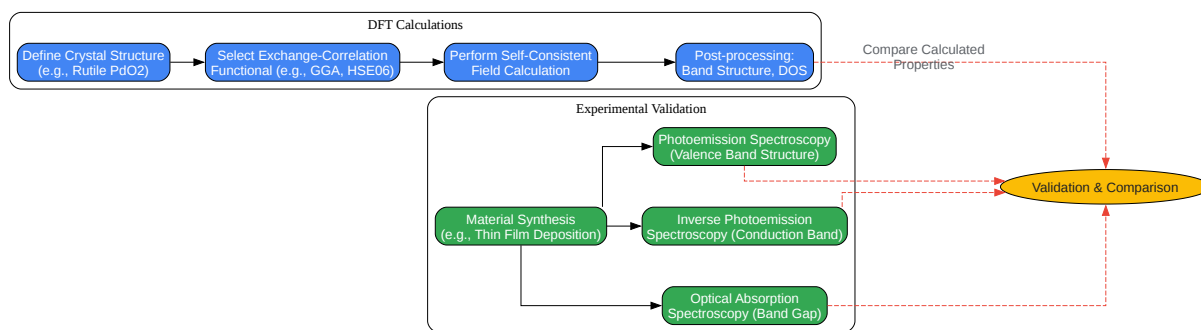 DFT Calculations
Define Crystal Structure
(e.g., Rutile PdO2)
Select Exchange-Correlation
Functional (e.g., GGA, HSE06)
Perform Self-Consistent
Field Calculation
Post-processing:
Band Structure, DOS
Compare Calculated
Properties
Experimental Validation
Photoemission Spectroscopy
(Valence Band Structure)
Material Synthesis
(e.g., Thin Film Deposition)
Inverse Photoemission
Spectroscopy (Conduction Band)
Optical Absorption
Spectroscopy (Band Gap)
Validation & Comparison